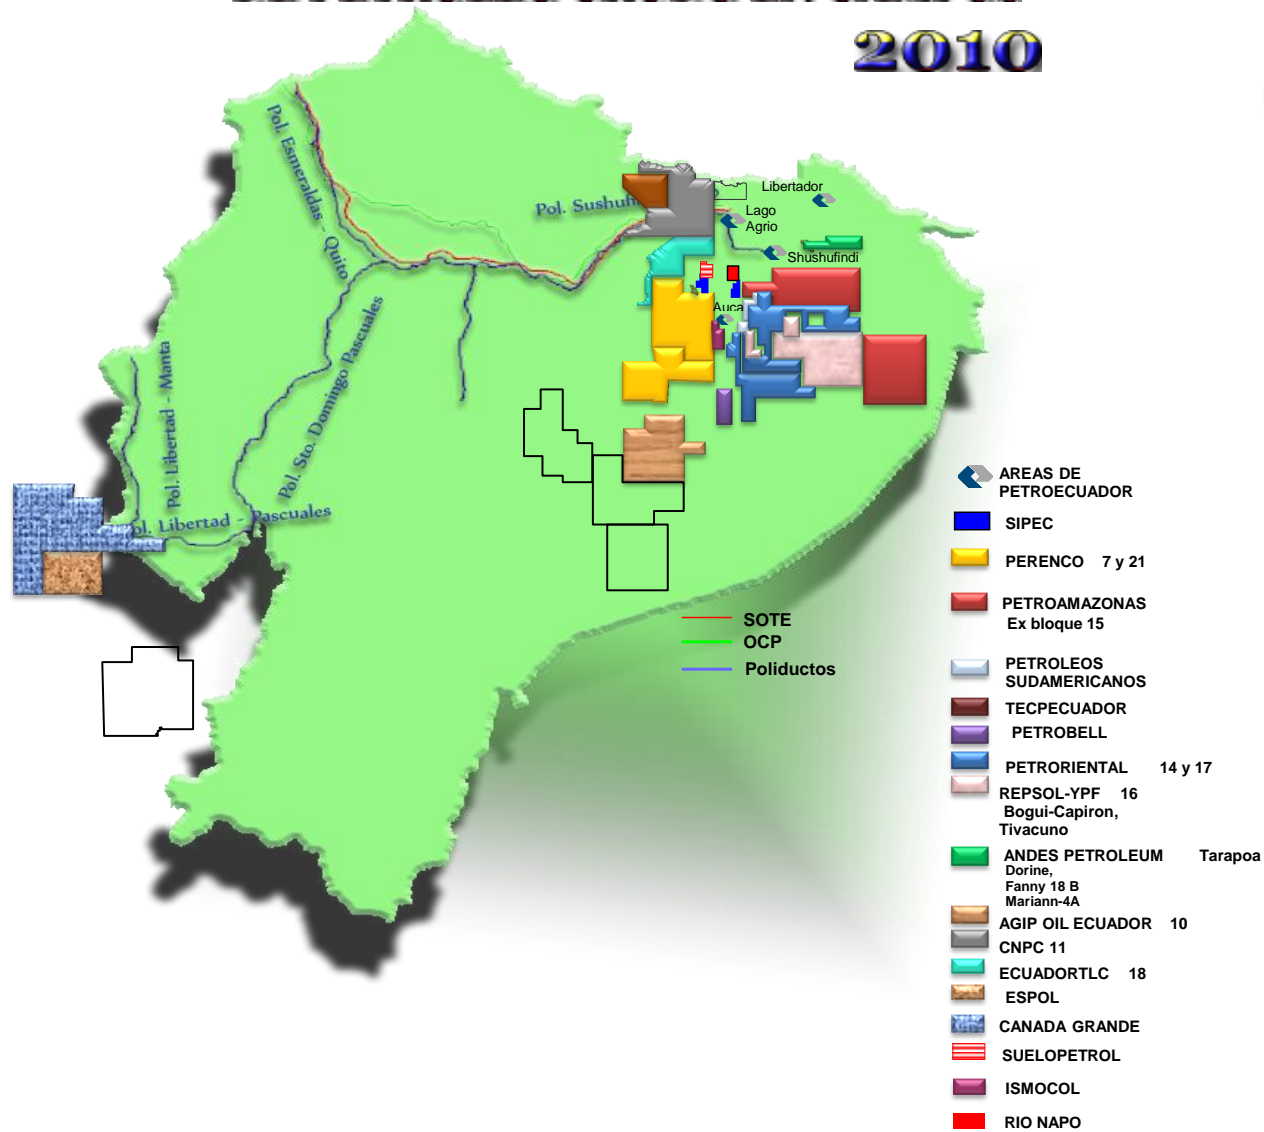 2010
Libertador
Lago
Agrio
Shushufindi
Auca
Pol. Esmeraldas - Quito
Pol. Sto. Domingo Pascuales
Pol. Libertad - Manta
Libertad - Pascuales
SOTE
OCP
Poliductos
AREAS DE
PETROECUADOR
SIPEC
PERENCO 7 y 21
PETROAMAZONAS
Ex bloque 15
PETROLEOS
SUDAMERICANOS
TECPECUADOR
PETROBELL
PETRORIENTAL 14 y 17
REPSOL-YPF 16
Bogui-Capiron,
Tivacuno
ANDES PETROLEUM Tarapoa
Dorine,
Fanny 18 B
Mariann-4A
AGIP OIL ECUADOR 10
CNPC 11
ECUADORTLC 18
ESPOL
CANADA GRANDE
SUELOPETROL
ISMOCOL
RIO NAPO